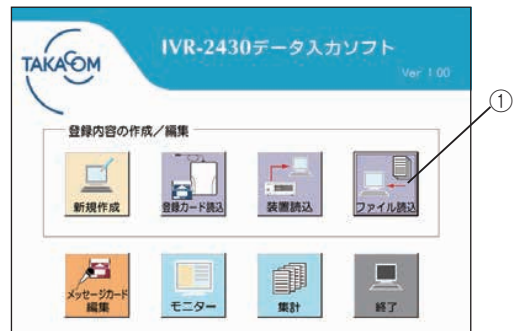 TAKACOM
IVR-2430データ入力ソフト
Ver 1.00
①
登録内容の作成／編集
新規作成
登録カード読込
装置読込
ファイル読込
メッセージカード
編集
モニター
集計
終了